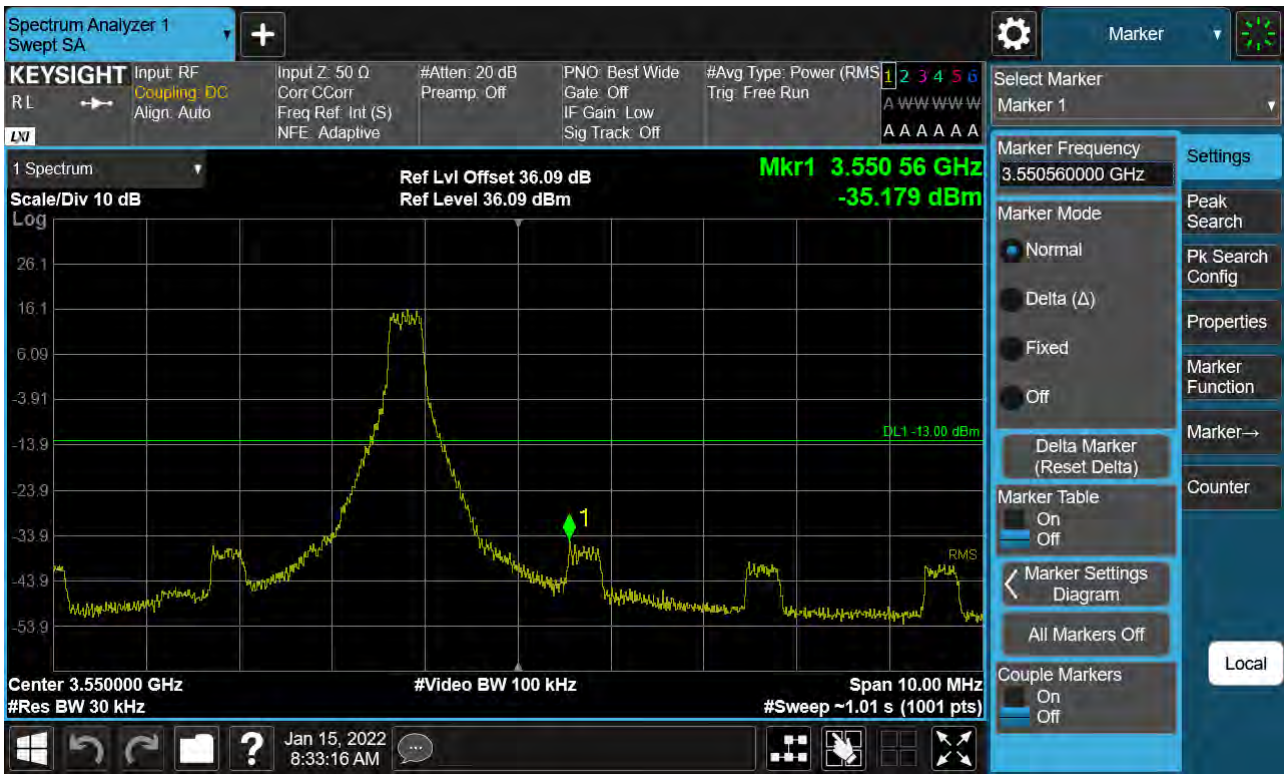 Spectrum Analyzer 1
Swept SA
Marker
KEYSIGHT
R L
LXI
Input: RF
Coupling: DC
Align: Auto
Input Z: 50 Ω
Corr CCorr
Freq Ref: Int (S)
NFE: Adaptive
#Atten: 20 dB
Preamp: Off
PNO: Best Wide
Gate: Off
IF Gain: Low
Sig Track: Off
#Avg Type: Power (RMS
Trig: Free Run
1 2 3 4 5 6
A W W W W W
A A A A A A
Select Marker
Marker 1
1 Spectrum
Scale/Div 10 dB
Log
Ref Lvl Offset 36.09 dB
Ref Level 36.09 dBm
Mkr1 3.550 56 GHz
-35.179 dBm
26.1
16.1
6.09
-3.91
-13.9
-23.9
-33.9
-43.9
-53.9
DL1 -13.00 dBm
1
RMS
Center 3.550000 GHz
#Res BW 30 kHz
#Video BW 100 kHz
Span 10.00 MHz
#Sweep ~1.01 s (1001 pts)
Marker Frequency
3.550560000 GHz
Marker Mode
Normal
Delta (Δ)
Fixed
Off
Delta Marker
(Reset Delta)
Marker Table
On
Off
Marker Settings
Diagram
All Markers Off
Couple Markers
On
Off
Settings
Peak
Search
Pk Search
Config
Properties
Marker
Function
Marker→
Counter
Local
?
Jan 15, 2022
8:33:16 AM